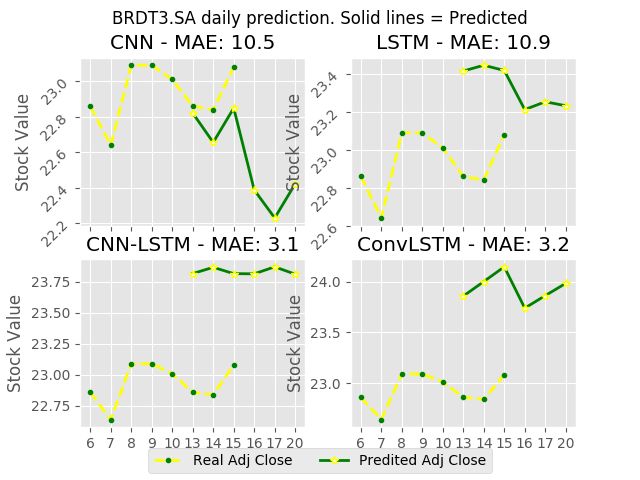 BRDT3.SA daily prediction. Solid lines = Predicted
CNN - MAE: 10.5
LSTM - MAE: 10.9
Stock Value
23.0
22.8
22.6
22.4
22.2
Stock Value
23.4
23.2
23.0
22.8
22.6
CNN-LSTM - MAE: 3.1
ConvLSTM - MAE: 3.2
Stock Value
23.75
23.50
23.25
23.00
22.75
6 7 8 9 10 13 14 15 16 17 20
Stock Value
24.0
23.5
23.0
6 7 8 9 10 13 14 15 16 17 20
Real Adj Close
Predited Adj Close